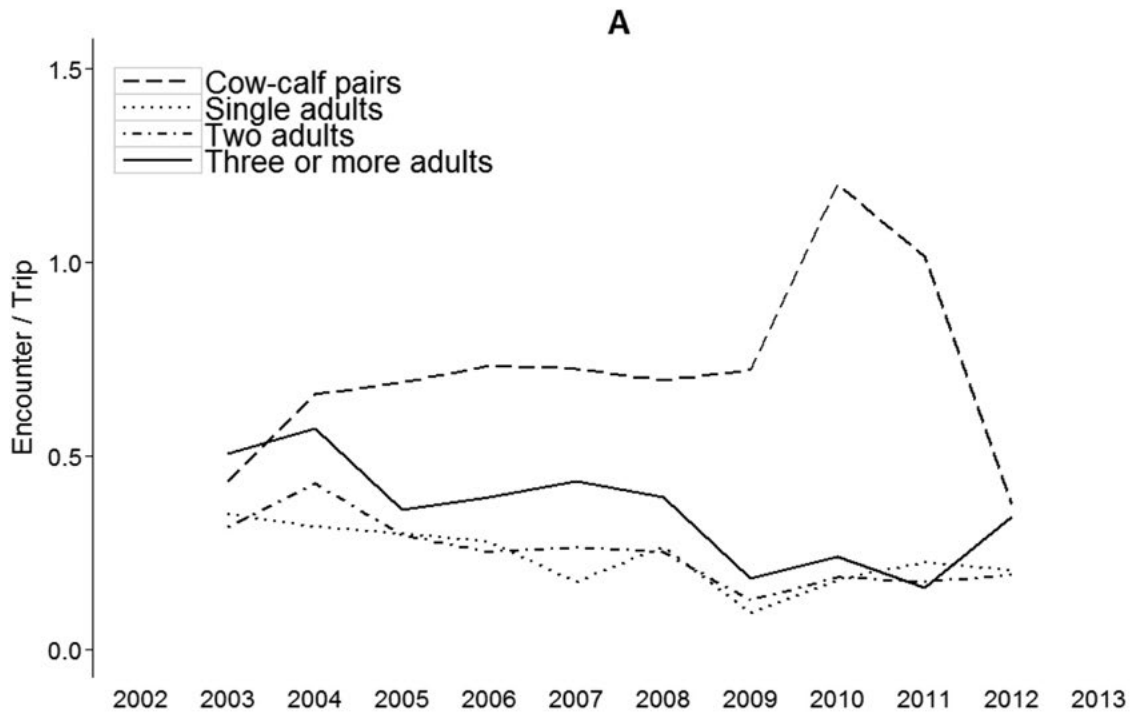 A
1.5
Cow-calf pairs
Single adults
Two adults
Three or more adults
1.0
Encounter / Trip
0.5
0.0
2002 2003 2004 2005 2006 2007 2008 2009 2010 2011 2012 2013